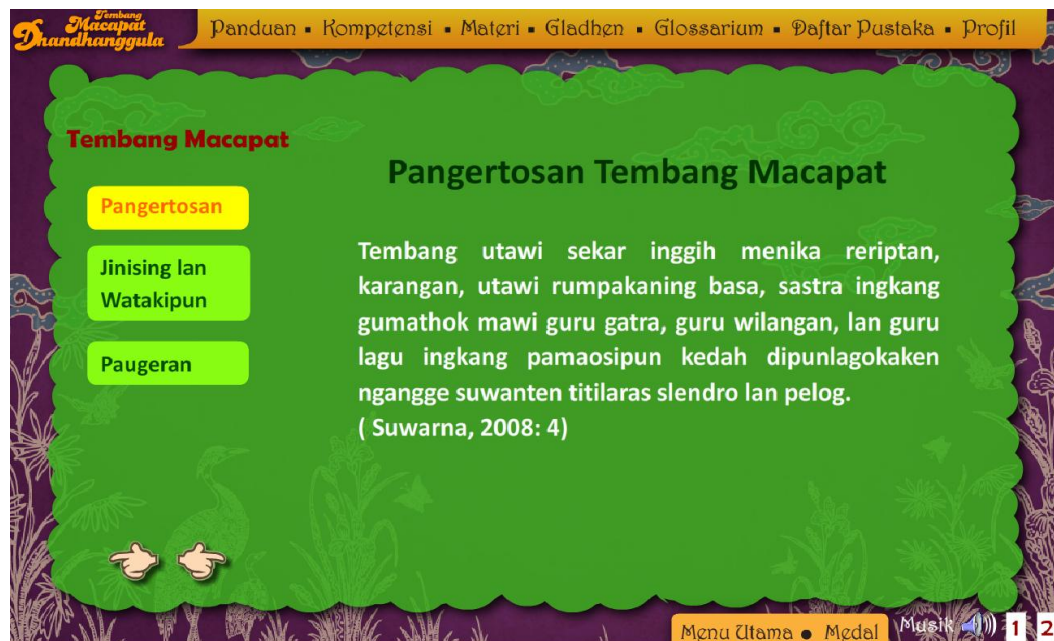 Tembang
Macapat
Dhandhanggula
Panduan ▪ Kompetensi ▪ Materi ▪ Gladhen ▪ Glossarium ▪ Daftar Pustaka ▪ Profil
Tembang Macapat
Pangertosan
Jinising lan
Watakipun
Paugeran
Pangertosan Tembang Macapat
Tembang utawi sekar inggih menika reriptan,
karangan, utawi rumpakaning basa, sastra ingkang
gumathok mawi guru gatra, guru wilangan, lan guru
lagu ingkang pamaosipun kedah dipunlagokaken
ngangge suwanten titilaras slendro lan pelog.
( Suwarna, 2008: 4)
Menu Utama ● Medal
Musik 1 2